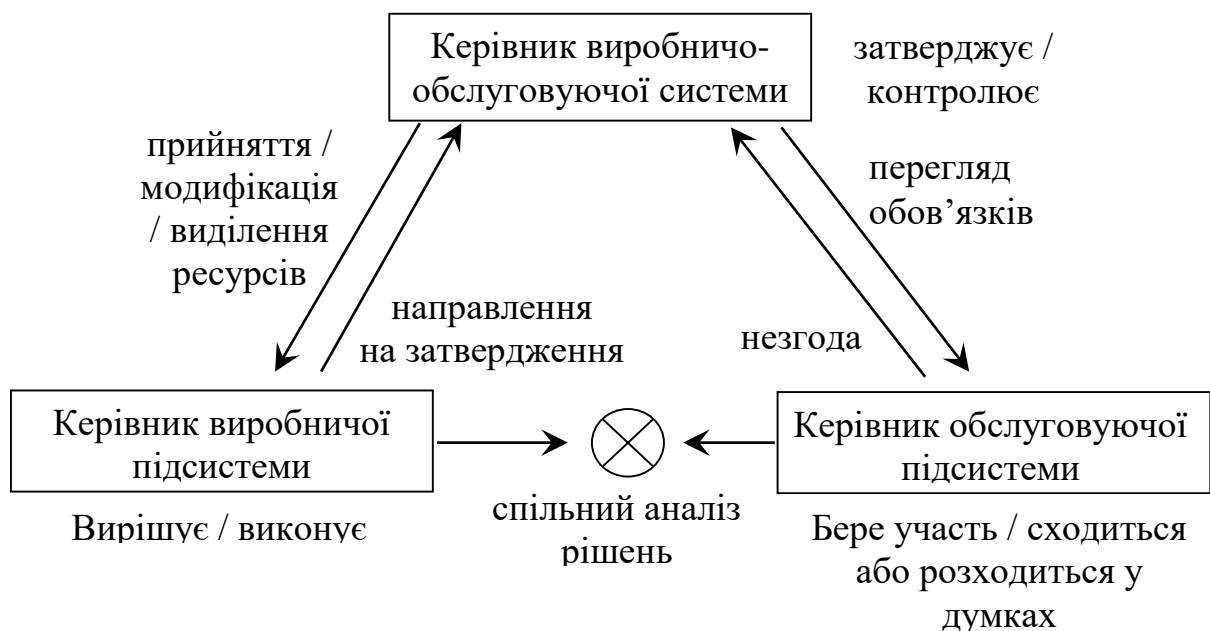 Керівник виробничо-
обслуговуючої системи
затверджує /
контролює
прийняття /
модифікація
/ виділення
ресурсів
перегляд
обов’язків
направлення
на затвердження
незгода
Керівник виробничої
підсистеми
Керівник обслуговуючої
підсистеми
Вирішує / виконує
спільний аналіз
рішень
Бере участь / сходиться
або розходиться у
думках